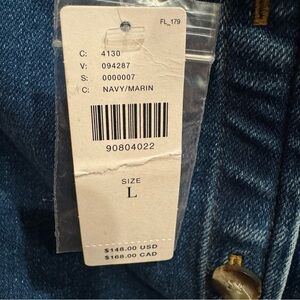 FL_179
C: 4130
V: 094287
S: 0000007
C: NAVY/MARIN
90804022
SIZE
L
$148.00 USD
$168.00 CAD